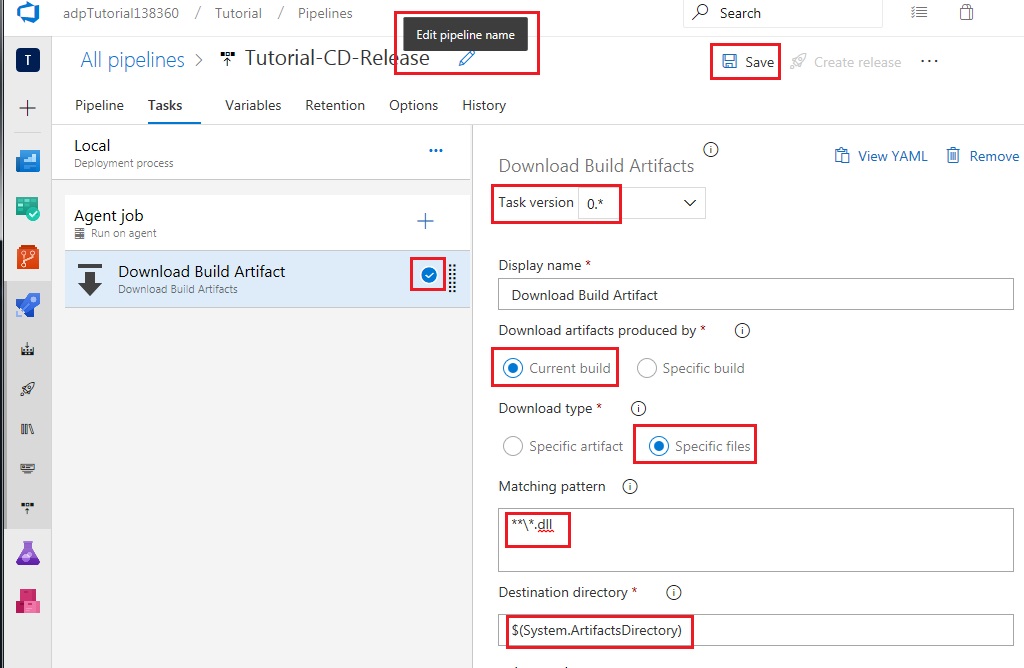 adpTutorial138360 / Tutorial / Pipelines
Search
Edit pipeline name
T
All pipelines > Tutorial-CD-Release
Save
Create release
Pipeline Tasks Variables Retention Options History
Local
Deployment process
Download Build Artifacts
View YAML
Remove
Task version 0.*
Agent job
Run on agent
Download Build Artifact
Download Build Artifacts
Display name *
Download Build Artifact
Download artifacts produced by *
Current build
Specific build
Download type *
Specific artifact
Specific files
Matching pattern
**\*.dll
Destination directory *
$(System.ArtifactsDirectory)